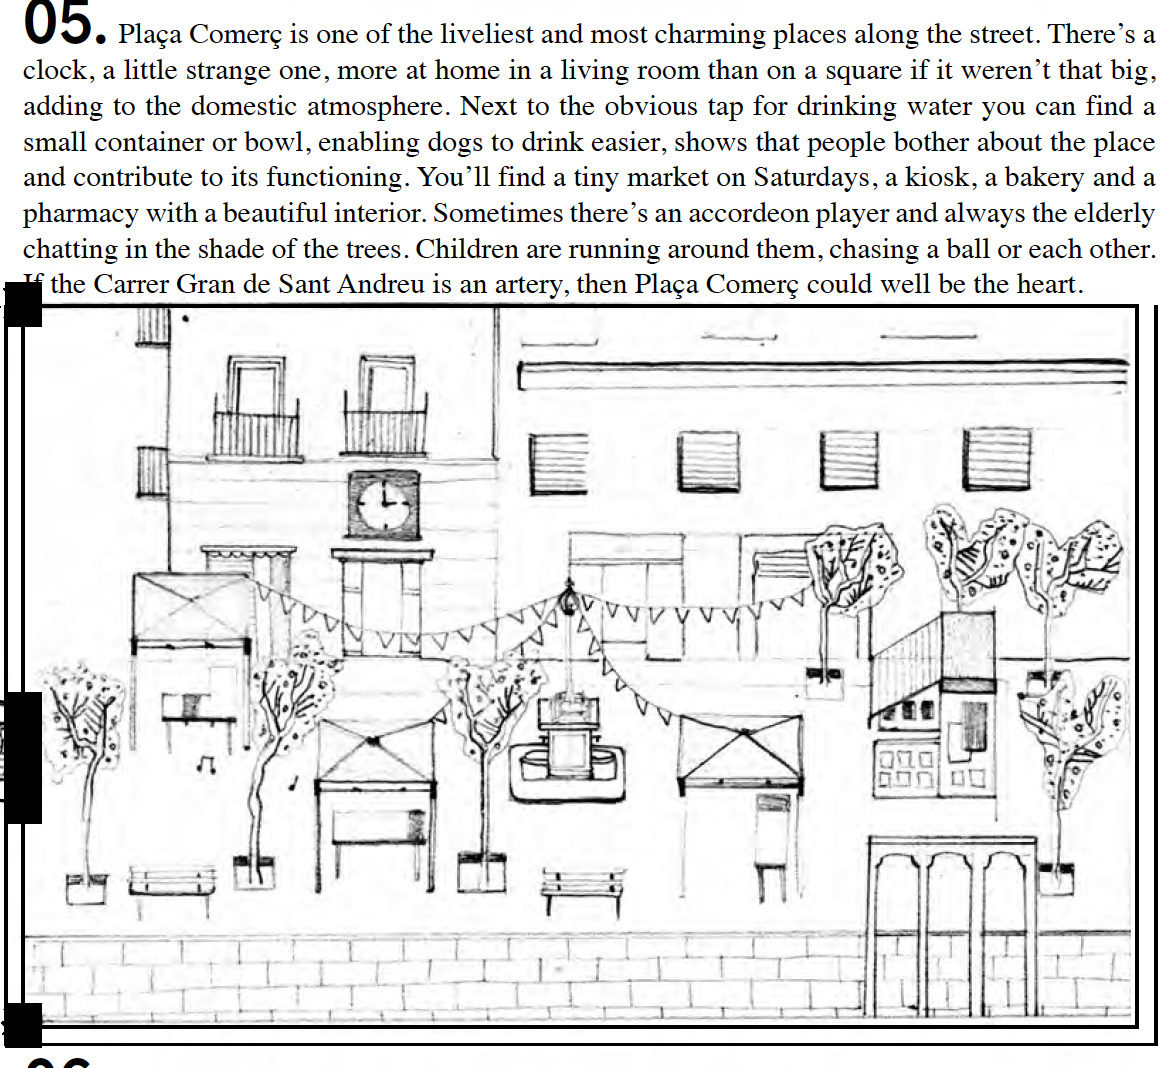 05. Plaça Comerç is one of the liveliest and most charming places along the street. There’s a
clock, a little strange one, more at home in a living room than on a square if it weren’t that big,
adding to the domestic atmosphere. Next to the obvious tap for drinking water you can find a
small container or bowl, enabling dogs to drink easier, shows that people bother about the place
and contribute to its functioning. You’ll find a tiny market on Saturdays, a kiosk, a bakery and a
pharmacy with a beautiful interior. Sometimes there’s an accordeon player and always the elderly
chatting in the shade of the trees. Children are running around them, chasing a ball or each other.
If the Carrer Gran de Sant Andreu is an artery, then Plaça Comerç could well be the heart.